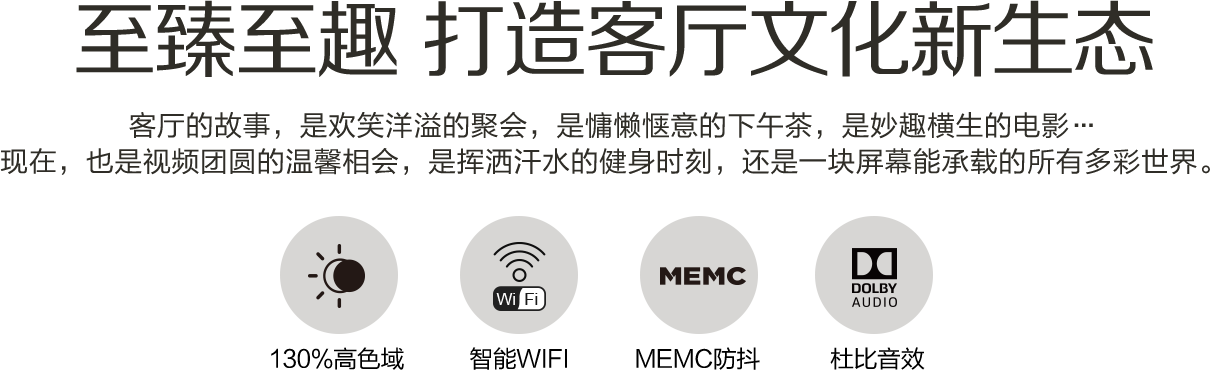 至臻至趣 打造客厅文化新生态
客厅的故事，是欢笑洋溢的聚会，是慵懒惬意的下午茶，是妙趣横生的电影…
现在，也是视频团圆的温馨相会，是挥洒汗水的健身时刻，还是一块屏幕能承载的所有多彩世界。
Wi Fi
MEMC
DOLBY
AUDIO
130%高色域
智能WIFI
MEMC防抖
杜比音效